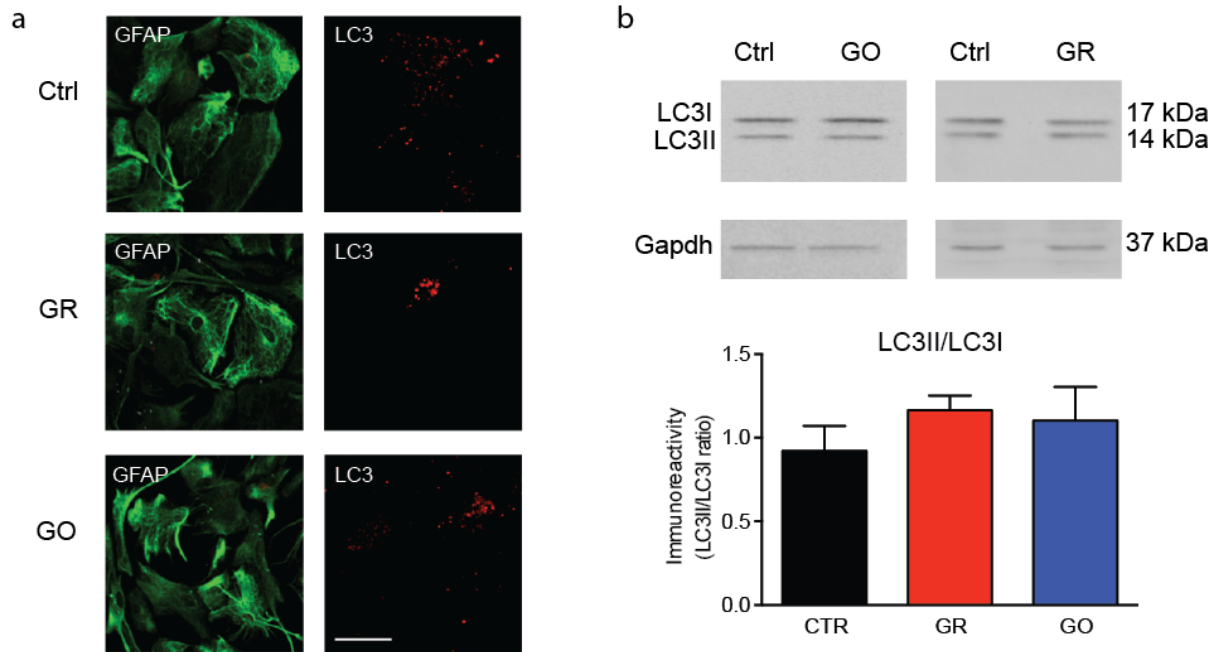 a
GFAP
LC3
Ctrl
GFAP
LC3
GR
GFAP
LC3
GO
b
Ctrl GO Ctrl GR
LC3I 17 kDa
LC3II 14 kDa
Gapdh 37 kDa
LC3II/LC3I
Immunoreactivity
(LC3II/LC3I ratio)
1.5
1.0
0.5
0.0
CTR GR GO